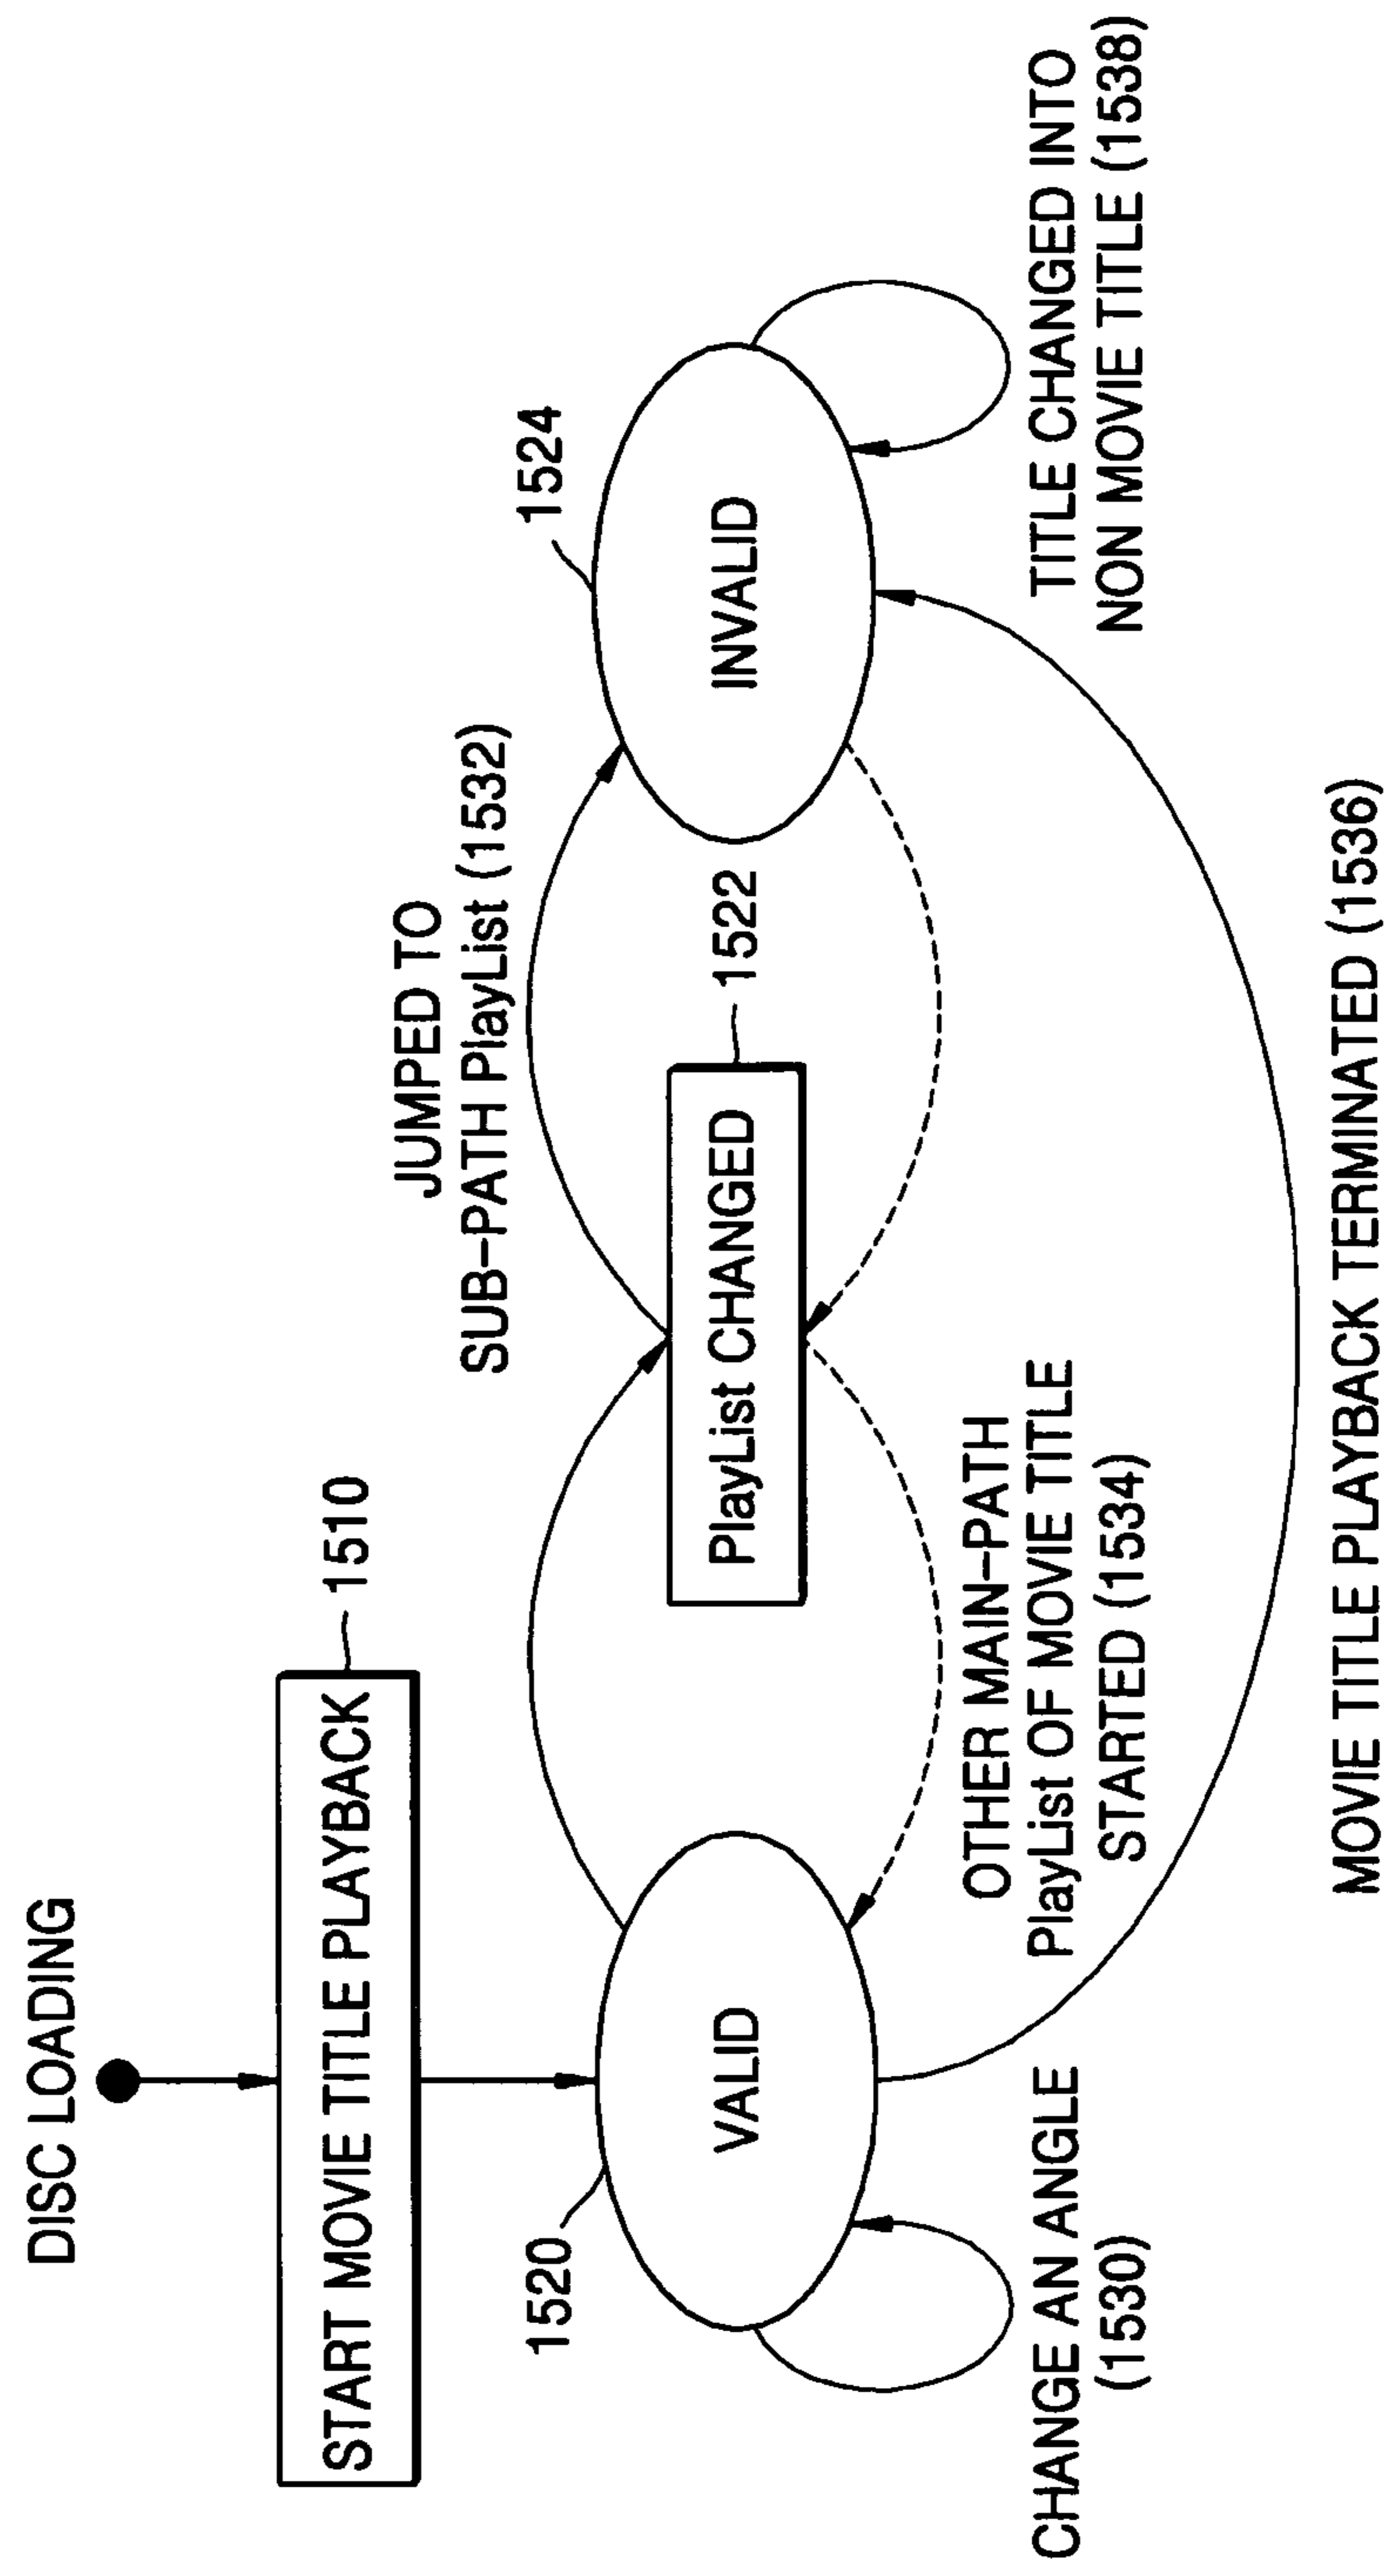 DISC LOADING
START MOVIE TITLE PLAYBACK
1510
1520
VALID
CHANGE AN ANGLE
(1530)
JUMPED TO
SUB-PATH PlayList (1532)
PlayList CHANGED
1522
OTHER MAIN-PATH
PlayList OF MOVIE TITLE
STARTED (1534)
1524
INVALID
TITLE CHANGED INTO
NON MOVIE TITLE (1538)
MOVIE TITLE PLAYBACK TERMINATED (1536)